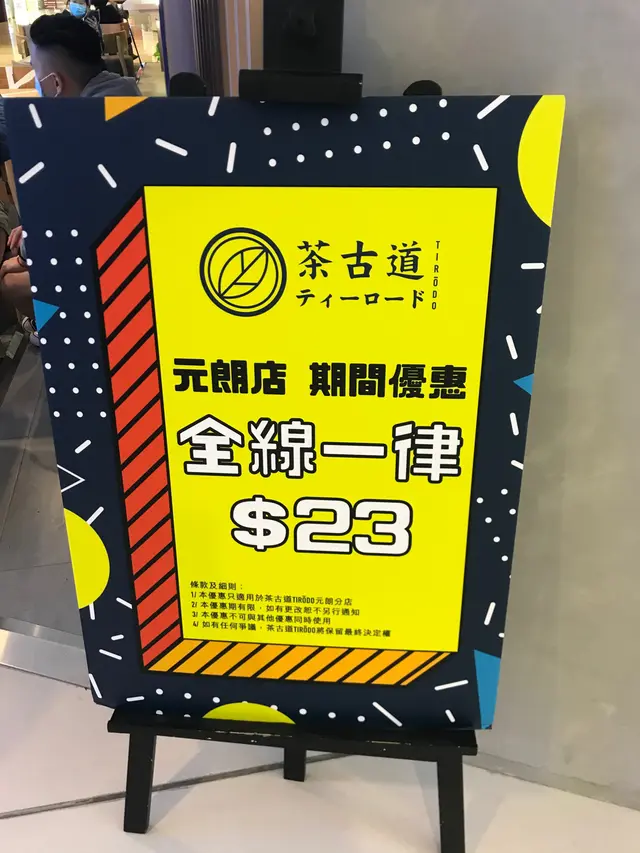 茶古道
TIRŌDO
ティーロード
元朗店 期間優惠
全線一律
$23
條款及細則：
1/ 本優惠只適用於茶古道TIRŌDO元朗分店
2/ 本優惠期有限，如有更改恕不另行通知
3/ 本優惠不可與其他優惠同時使用
4/ 如有任何爭議，茶古道TIRŌDO將保留最終決定權